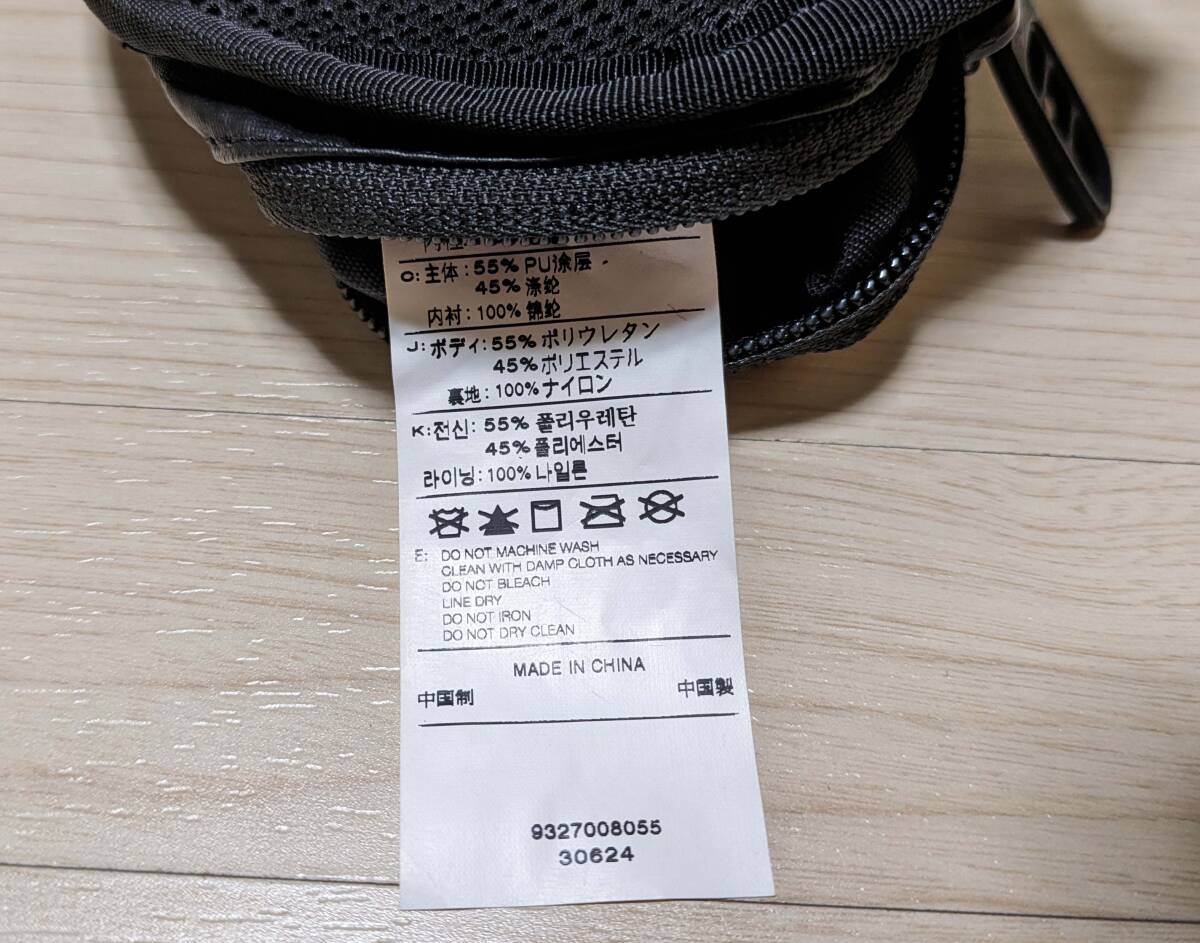 C: 主体: 55% PU涂层
45% 涤纶
内衬: 100% 锦纶
J: ボディ: 55% ポリウレタン
45% ポリエステル
裏地: 100% ナイロン
K: 전신: 55% 폴리우레탄
45% 폴리에스터
라이닝: 100% 나일론
E: DO NOT MACHINE WASH
CLEAN WITH DAMP CLOTH AS NECESSARY
DO NOT BLEACH
LINE DRY
DO NOT IRON
DO NOT DRY CLEAN
MADE IN CHINA
中国制 中国製
9327008055
30624